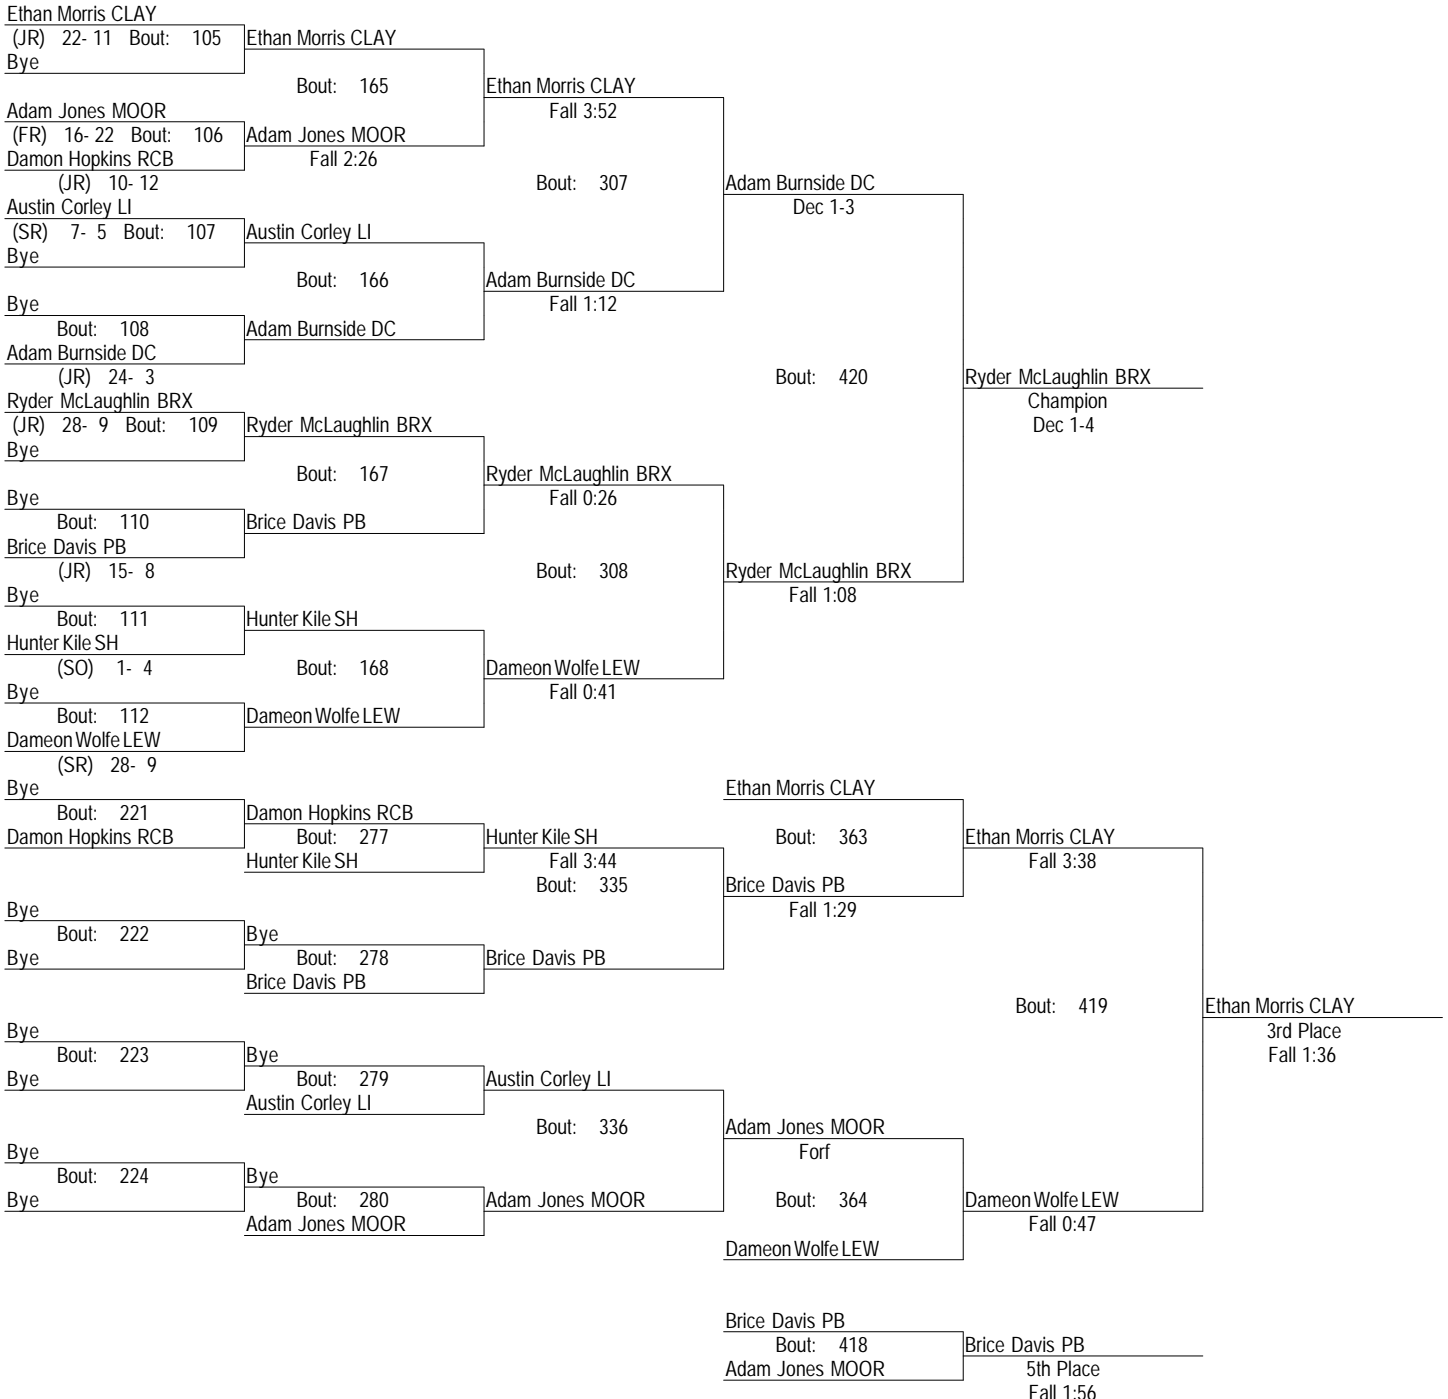 Ethan Morris CLAY
(JR) 22- 11 Bout: 105 Ethan Morris CLAY
Bye
Bout: 165 Ethan Morris CLAY
Adam Jones MOOR Fall 3:52
(FR) 16- 22 Bout: 106 Adam Jones MOOR
Damon Hopkins RCB Fall 2:26
(JR) 10- 12 Bout: 307 Adam Burnside DC
Austin Corley LI Dec 1-3
(SR) 7- 5 Bout: 107 Austin Corley LI
Bye
Bout: 166 Adam Burnside DC
Bye Fall 1:12
Bout: 108 Adam Burnside DC
Adam Burnside DC
(JR) 24- 3 Bout: 420 Ryder McLaughlin BRX
Ryder McLaughlin BRX Champion
(JR) 28- 9 Bout: 109 Ryder McLaughlin BRX Dec 1-4
Bye
Bout: 167 Ryder McLaughlin BRX
Bye Fall 0:26
Bout: 110 Brice Davis PB
Brice Davis PB
(JR) 15- 8 Bout: 308 Ryder McLaughlin BRX
Bye Fall 1:08
Bout: 111 Hunter Kile SH
Hunter Kile SH
(SO) 1- 4 Bout: 168 Dameon Wolfe LEW
Bye Fall 0:41
Bout: 112 Dameon Wolfe LEW
Dameon Wolfe LEW
(SR) 28- 9
Bye Ethan Morris CLAY
Bout: 221 Damon Hopkins RCB
Damon Hopkins RCB Bout: 277 Hunter Kile SH Bout: 363 Ethan Morris CLAY
Hunter Kile SH Fall 3:44 Fall 3:38
Bout: 335 Brice Davis PB
Bye Fall 1:29
Bout: 222 Bye
Bye Bout: 278 Brice Davis PB
Brice Davis PB
Bout: 419 Ethan Morris CLAY
Bye 3rd Place
Bout: 223 Bye Fall 1:36
Bye Bout: 279 Austin Corley LI
Austin Corley LI
Bout: 336 Adam Jones MOOR
Bye Forf
Bout: 224 Bye
Bye Bout: 280 Adam Jones MOOR Bout: 364 Dameon Wolfe LEW
Adam Jones MOOR Fall 0:47
Dameon Wolfe LEW
Brice Davis PB
Bout: 418 Brice Davis PB
Adam Jones MOOR 5th Place
Fall 1:56